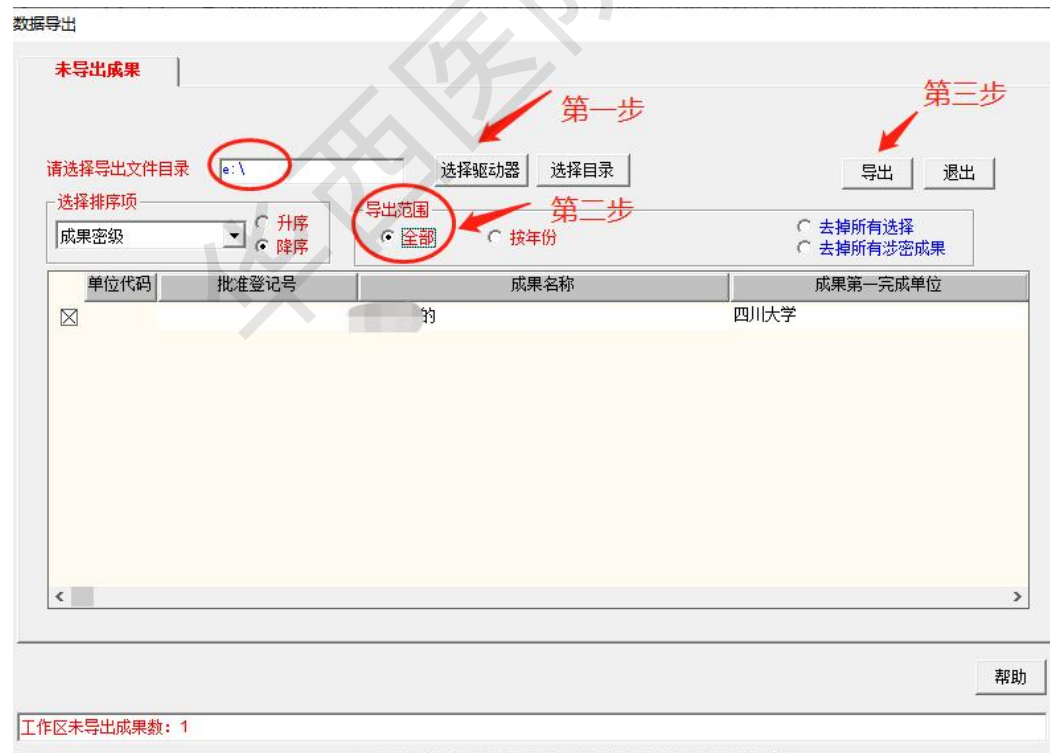 数据导出
未导出成果
第一步
第三步
请选择导出文件目录 e:\ 选择驱动器 选择目录 导出 退出
选择排序项
成果密级
升序
降序
导出范围
第二步
全部 按年份
去掉所有选择
去掉所有涉密成果
单位代码 批准登记号 成果名称 成果第一完成单位
的 四川大学
帮助
工作区未导出成果数: 1
华西医院